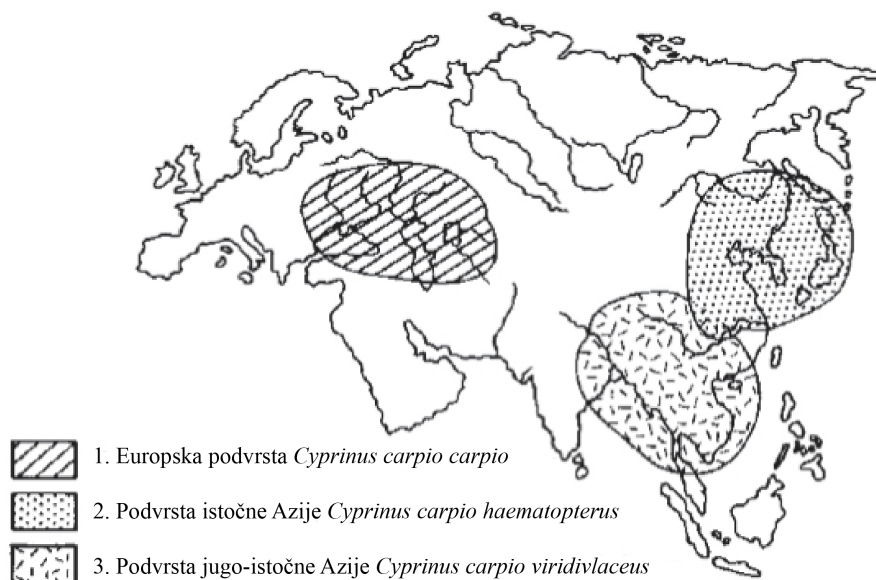 1. Europska podvrsta Cyprinus carpio carpio
2. Podvrsta istočne Azije Cyprinus carpio haematopterus
3. Podvrsta jugo-istočne Azije Cyprinus carpio viridivlaceus